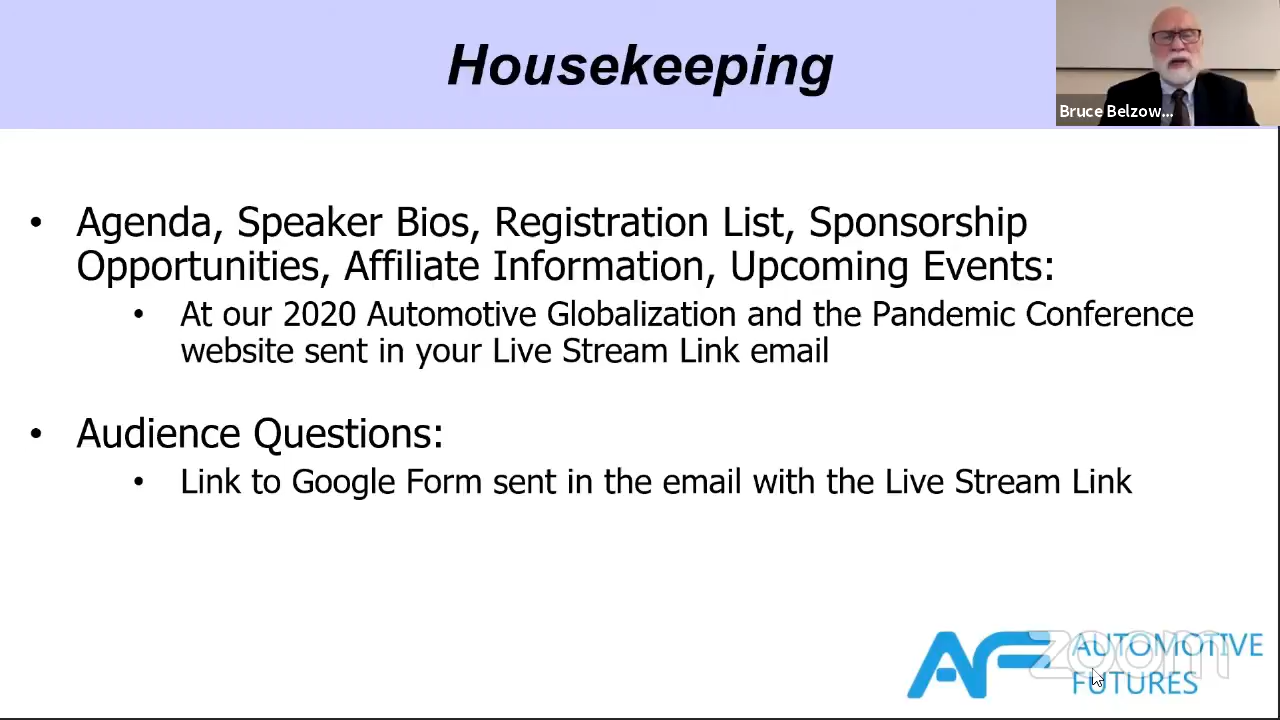 Housekeeping
Bruce Belzow...
• Agenda, Speaker Bios, Registration List, Sponsorship
Opportunities, Affiliate Information, Upcoming Events:
• At our 2020 Automotive Globalization and the Pandemic Conference
website sent in your Live Stream Link email
• Audience Questions:
• Link to Google Form sent in the email with the Live Stream Link
AF AUTOMOTIVE
FUTURES
zoom